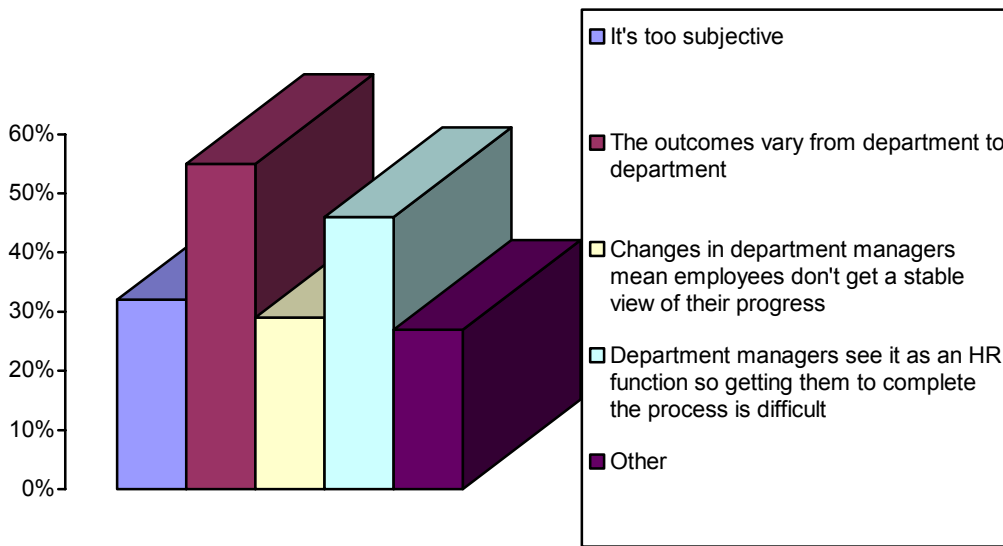 60%
50%
40%
30%
20%
10%
0%
It's too subjective
The outcomes vary from department to
department
Changes in department managers
mean employees don't get a stable
view of their progress
Department managers see it as an HR
function so getting them to complete
the process is difficult
Other